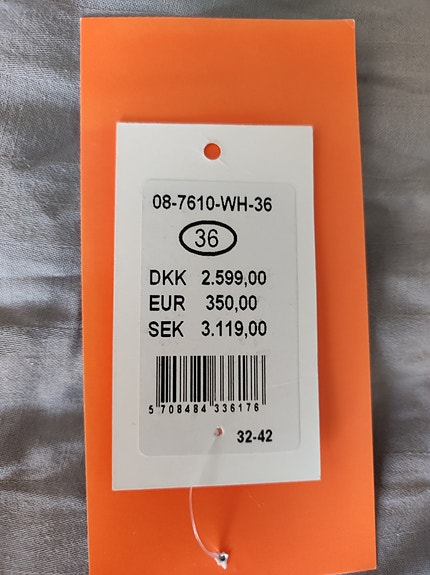 08-7610-WH-36
36
DKK 2.599,00
EUR 350,00
SEK 3.119,00
5 708484 336176
32-42